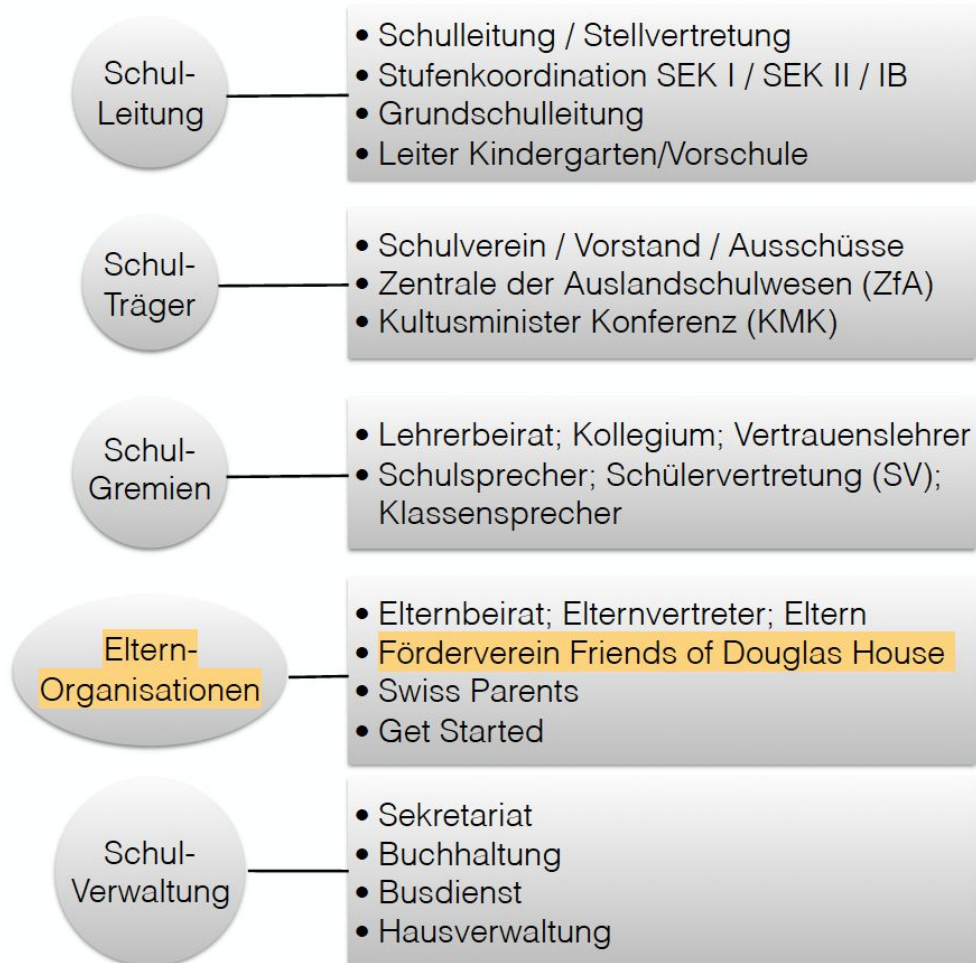 Schul-
Leitung
• Schulleitung / Stellvertretung
• Stufenkoordination SEK I / SEK II / IB
• Grundschulleitung
• Leiter Kindergarten/Vorschule
Schul-
Träger
• Schulverein / Vorstand / Ausschüsse
• Zentrale der Auslandschulwesen (ZfA)
• Kultusminister Konferenz (KMK)
Schul-
Gremien
• Lehrerbeirat; Kollegium; Vertrauenslehrer
• Schulsprecher; Schülervertretung (SV);
Klassensprecher
Eltern-
Organisationen
• Elternbeirat; Elternvertreter; Eltern
• Förderverein Friends of Douglas House
• Swiss Parents
• Get Started
Schul-
Verwaltung
• Sekretariat
• Buchhaltung
• Busdienst
• Hausverwaltung